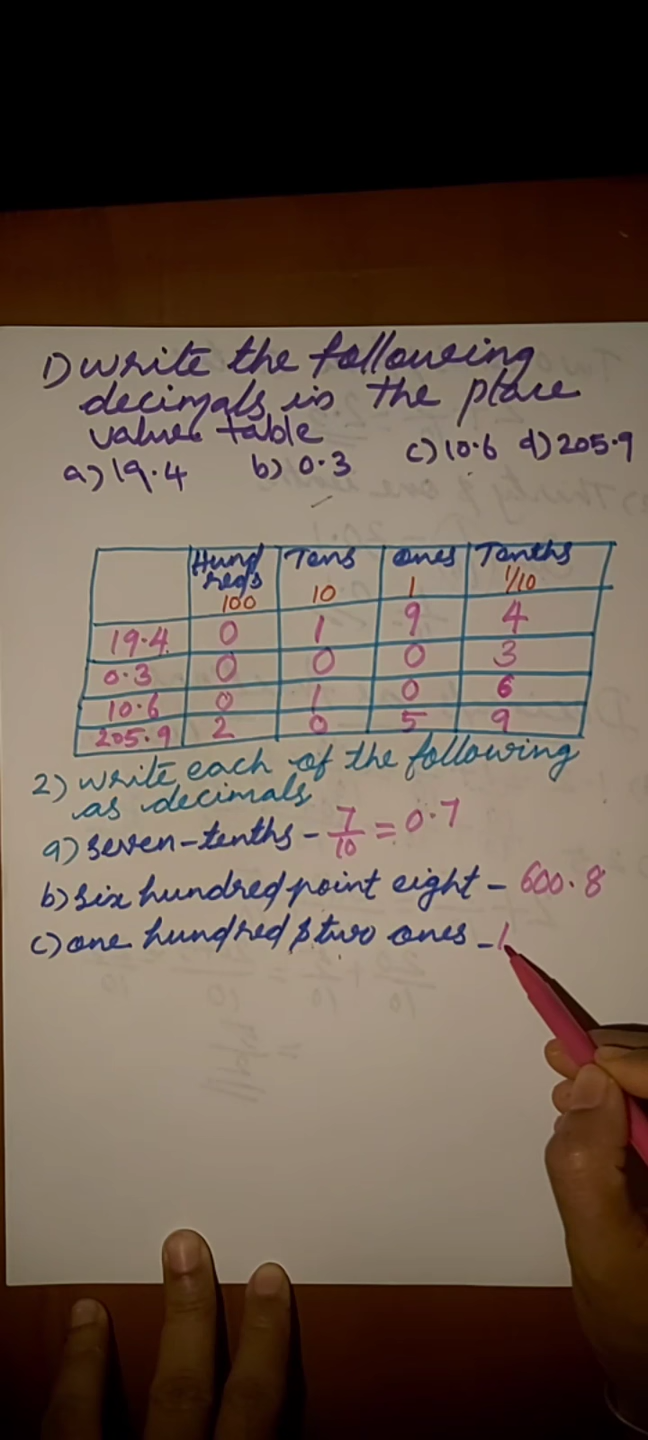 1) write the following
decimals in the place
value table
a) 19.4 b) 0.3 c) 10.6 d) 205.9
Hund Tens ones Tenths
reds
100 10 1 1/10
19.4 0 1 9 4
0.3 0 0 0 3
10.6 0 1 0 6
205.9 2 0 5 9
2) write each of the following
as decimals
a) seven-tenths - 7/10 = 0.7
b) six hundred point eight - 600.8
c) one hundred & two ones - 1